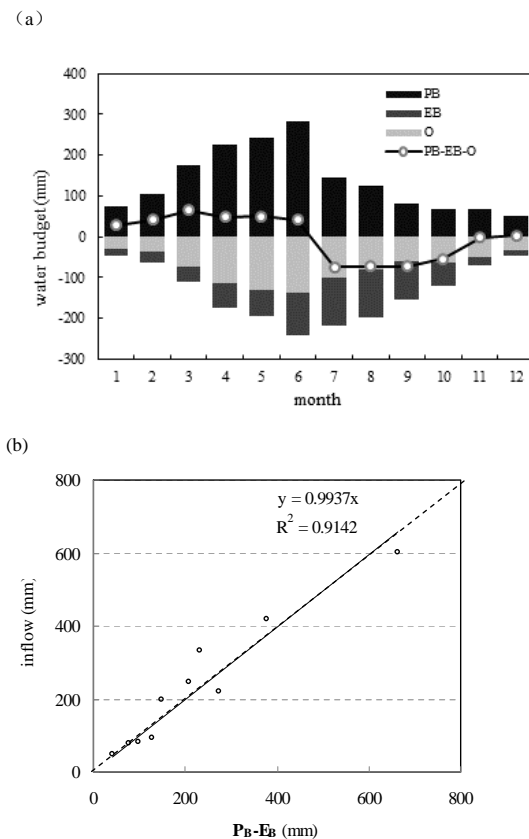 （a）
400
300
200
100
0
-100
-200
-300
water budget (mm)
PB
EB
O
PB-EB-O
1 2 3 4 5 6 7 8 9 10 11 12
month
(b)
800
600
400
200
0
inflow (mm)
y = 0.9937x
R² = 0.9142
0 200 400 600 800
PB-EB (mm)